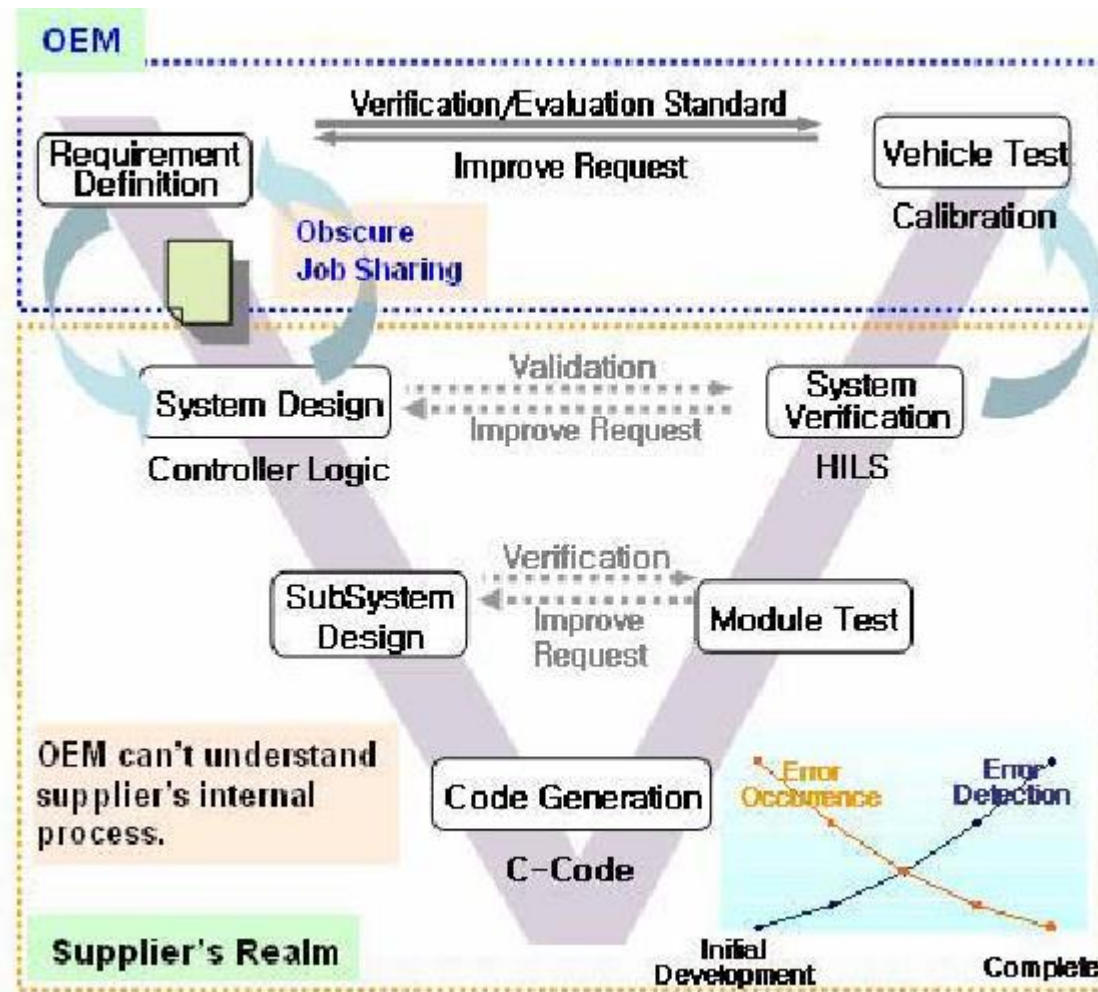 OEM
Verification/Evaluation Standard
Requirement
Definition
Improve Request
Vehicle Test
Calibration
Obscure
Job Sharing
System Design
Controller Logic
Validation
Improve Request
System
Verification
HILS
SubSystem
Design
Verification
Improve
Request
Module Test
OEM can't understand
supplier's internal
process.
Code Generation
C-Code
Error
Occurrence
Error
Detection
Initial
Development
Complete
Supplier's Realm